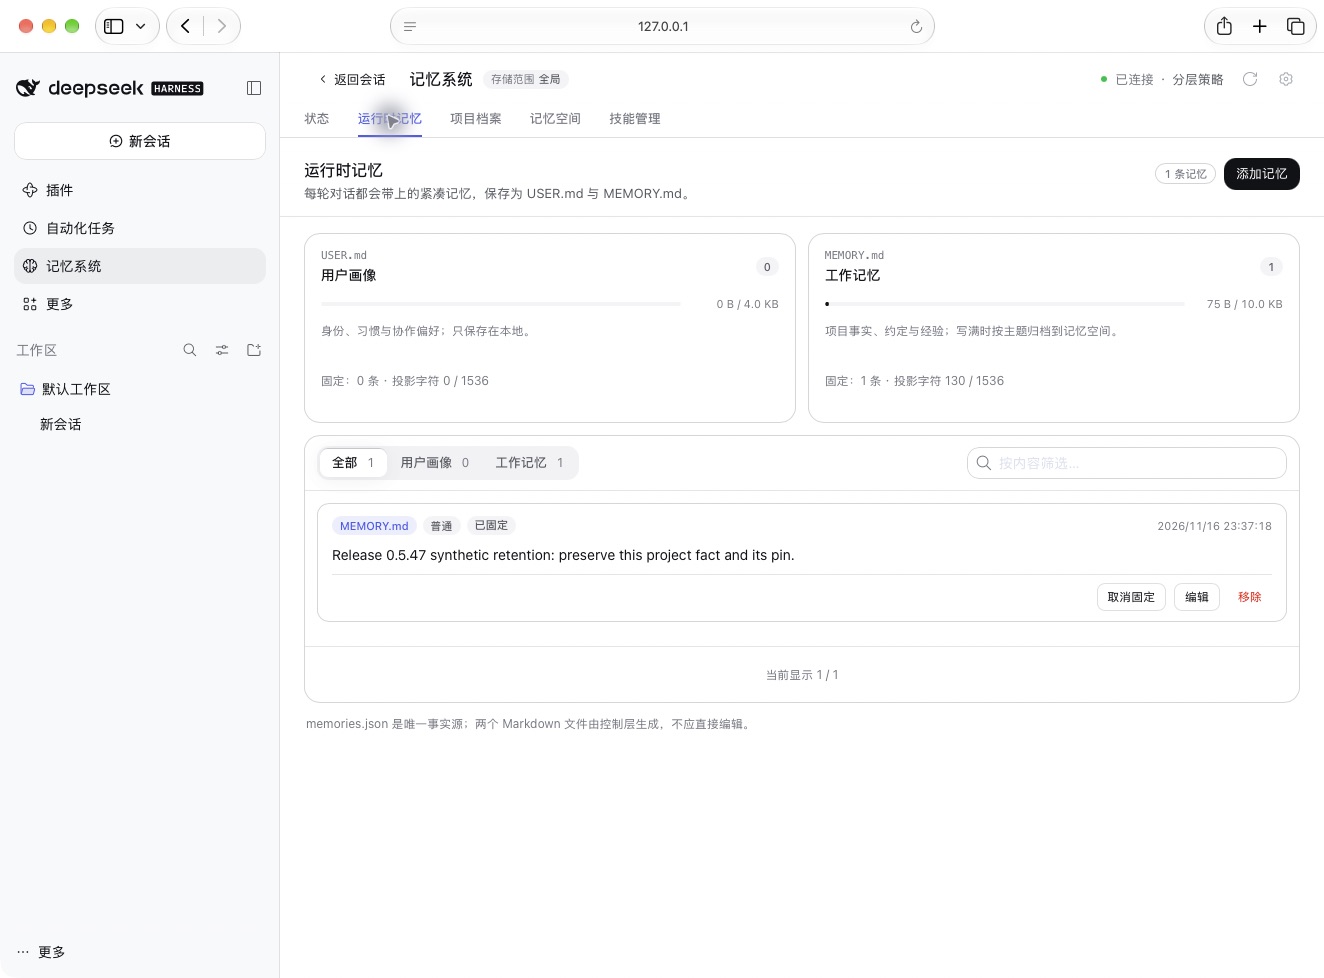 127.0.0.1
deepseek HARNESS
新会话
插件
自动化任务
记忆系统
更多
工作区
默认工作区
新会话
··· 更多
返回会话 记忆系统 存储范围 全局
已连接 · 分层策略
状态 运行时记忆 项目档案 记忆空间 技能管理
运行时记忆
每轮对话都会带上的紧凑记忆，保存为 USER.md 与 MEMORY.md。
1 条记忆 添加记忆
USER.md
用户画像
0
0 B / 4.0 KB
身份、习惯与协作偏好；只保存在本地。
固定：0 条 · 投影字符 0 / 1536
MEMORY.md
工作记忆
1
75 B / 10.0 KB
项目事实、约定与经验；写满时按主题归档到记忆空间。
固定：1 条 · 投影字符 130 / 1536
全部 1 用户画像 0 工作记忆 1
按内容筛选...
MEMORY.md 普通 已固定 2026/11/16 23:37:18
Release 0.5.47 synthetic retention: preserve this project fact and its pin.
取消固定 编辑 移除
当前显示 1 / 1
memories.json 是唯一事实源；两个 Markdown 文件由控制层生成，不应直接编辑。